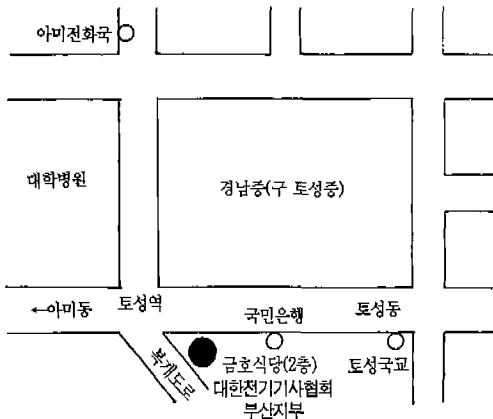 아미전화국
대학병원
경남중(구 토성중)
←아미동
토성역
국민은행
토성동
복개도로
금호식당(2층)
토성국교
대한전기기사협회
부산지부